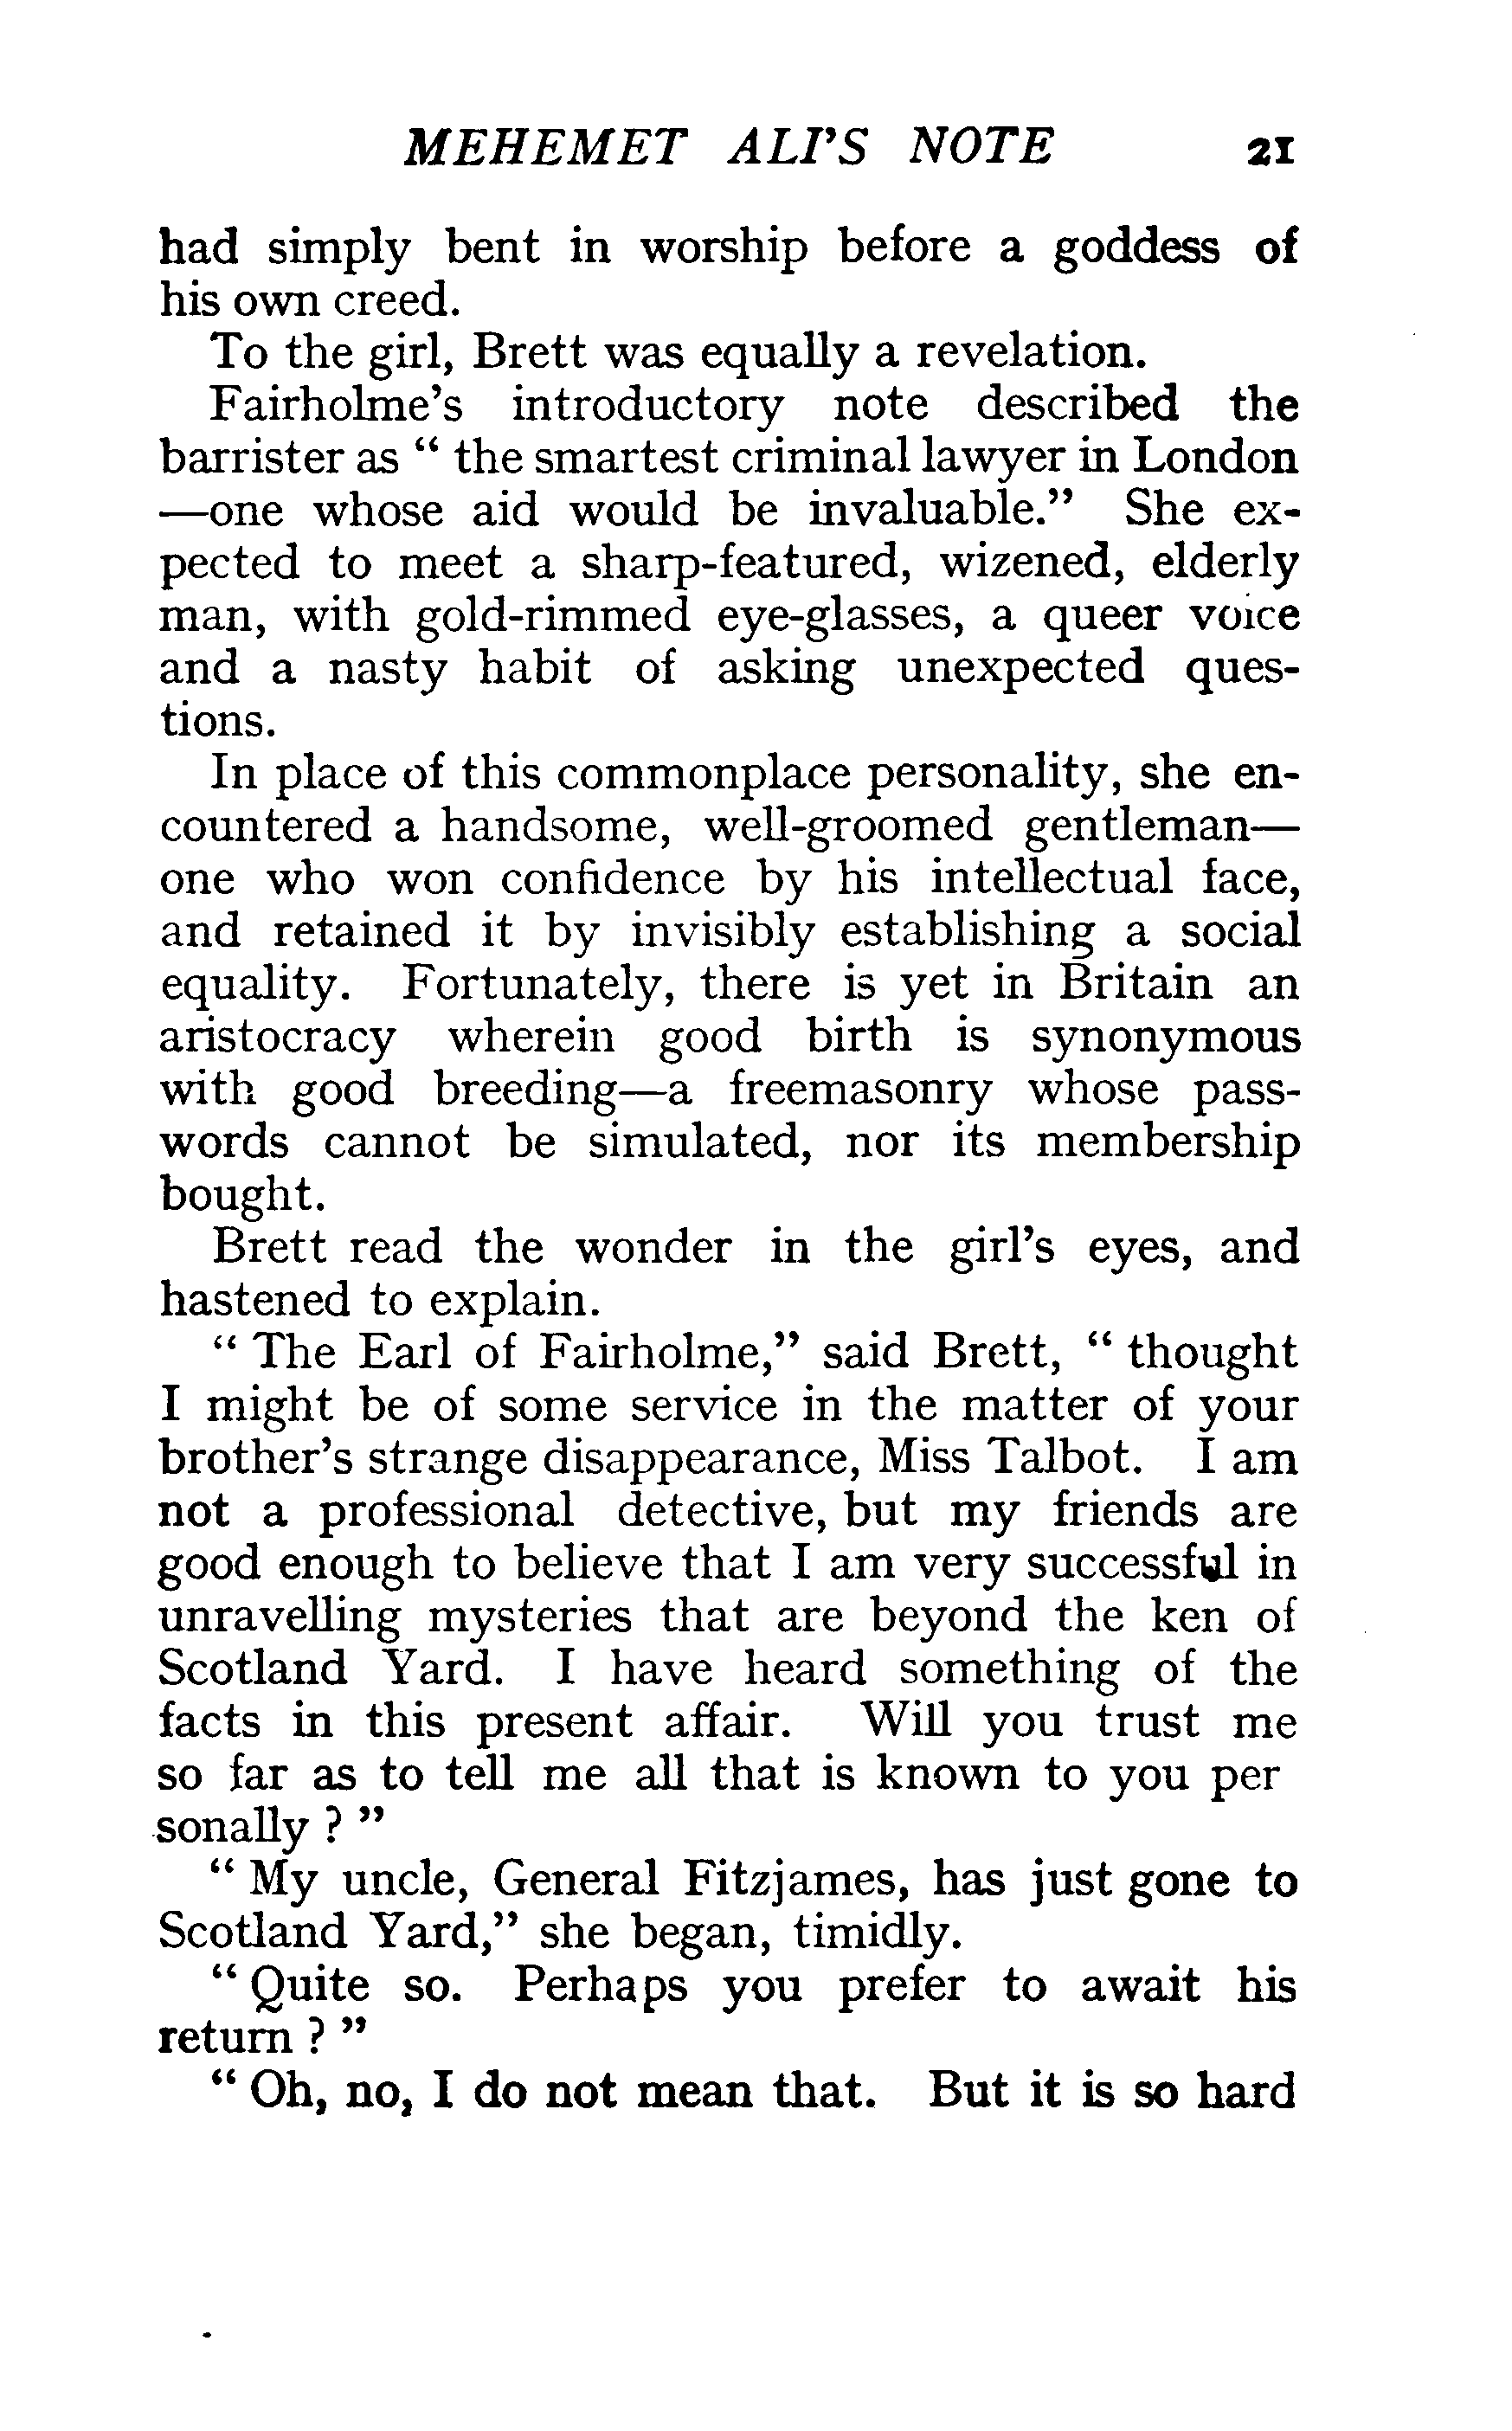 MEHEMET ALI'S NOTE 21
had simply bent in worship before a goddess of
his own creed.
To the girl, Brett was equally a revelation.
Fairholme's introductory note described the
barrister as " the smartest criminal lawyer in London
—one whose aid would be invaluable." She ex-
pected to meet a sharp-featured, wizened, elderly
man, with gold-rimmed eye-glasses, a queer voice
and a nasty habit of asking unexpected ques-
tions.
In place of this commonplace personality, she en-
countered a handsome, well-groomed gentleman—
one who won confidence by his intellectual face,
and retained it by invisibly establishing a social
equality. Fortunately, there is yet in Britain an
aristocracy wherein good birth is synonymous
with good breeding—a freemasonry whose pass-
words cannot be simulated, nor its membership
bought.
Brett read the wonder in the girl's eyes, and
hastened to explain.
" The Earl of Fairholme," said Brett, " thought
I might be of some service in the matter of your
brother's strange disappearance, Miss Talbot. I am
not a professional detective, but my friends are
good enough to believe that I am very successful in
unravelling mysteries that are beyond the ken of
Scotland Yard. I have heard something of the
facts in this present affair. Will you trust me
so far as to tell me all that is known to you per
sonally ? "
" My uncle, General Fitzjames, has just gone to
Scotland Yard," she began, timidly.
" Quite so. Perhaps you prefer to await his
return ? "
" Oh, no, I do not mean that. But it is so hard